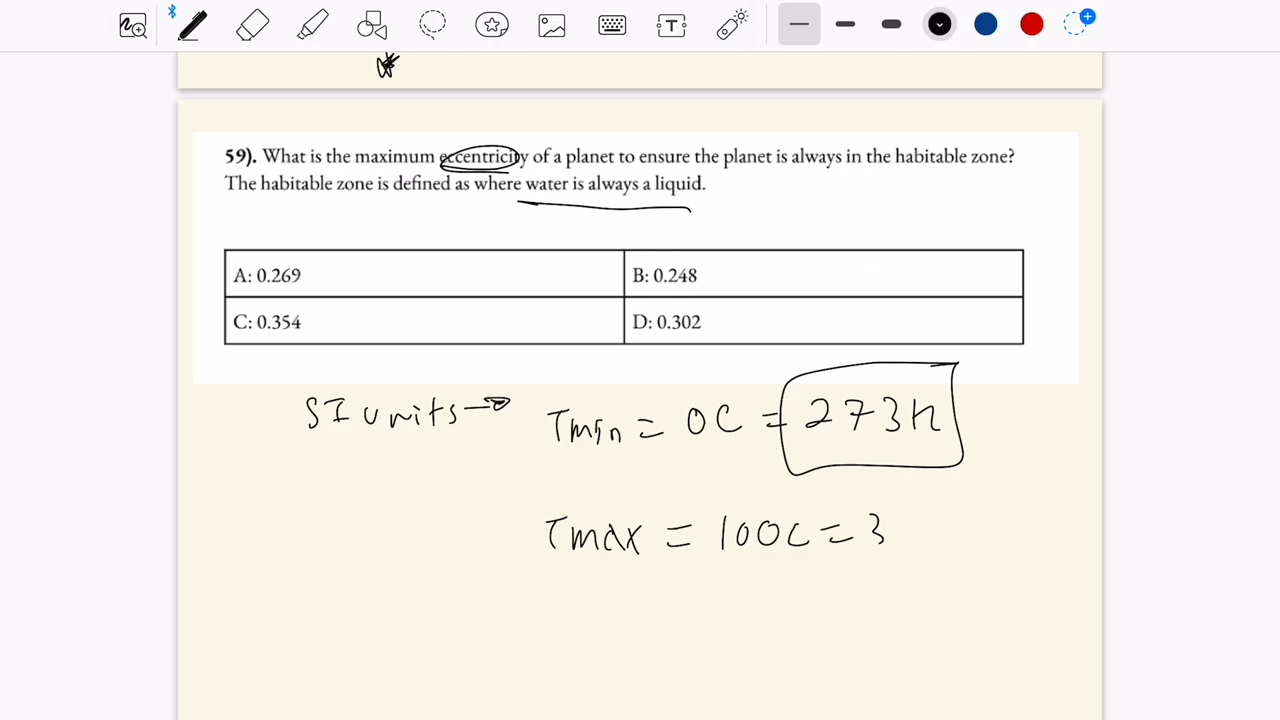 59). What is the maximum eccentricity of a planet to ensure the planet is always in the habitable zone?
The habitable zone is defined as where water is always a liquid.
A: 0.269
B: 0.248
C: 0.354
D: 0.302
SI units → Tmin = 0C = 273K
Tmax = 100C = 3